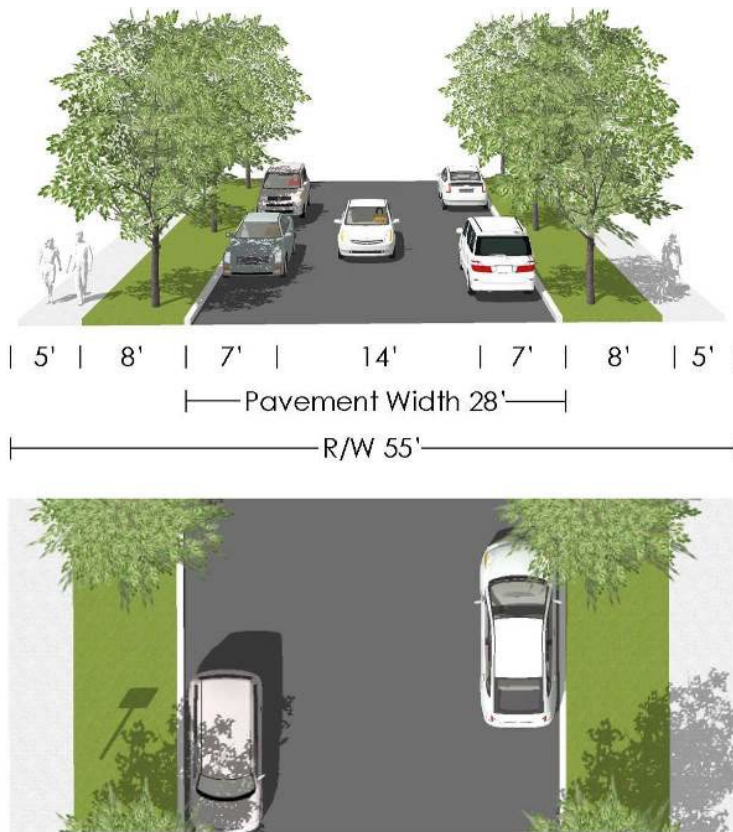 | 5' | 8' | 7' | 14' | 7' | 8' | 5' |
Pavement Width 28'
R/W 55'